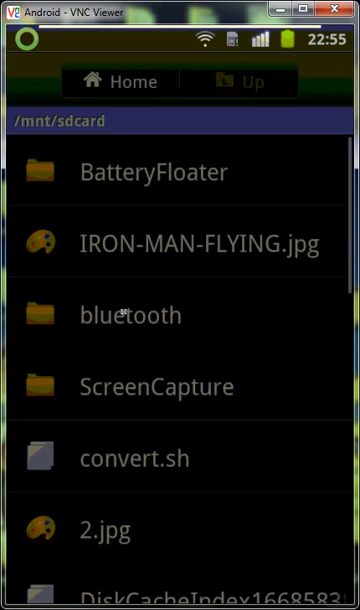 Android - VNC Viewer
22:55
Home
Up
/mnt/sdcard
BatteryFloater
IRON-MAN-FLYING.jpg
bluetooth
ScreenCapture
convert.sh
2.jpg
DiskCacheIndex1668583